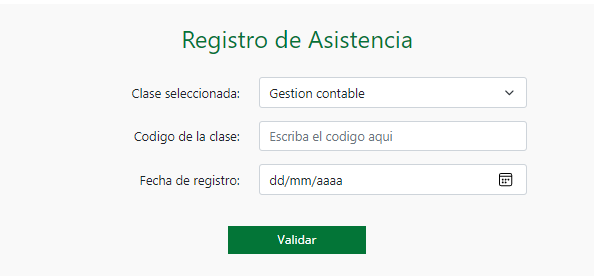 Registro de Asistencia
Clase seleccionada: Gestion contable
Codigo de la clase: Escriba el codigo aqui
Fecha de registro: dd/mm/aaaa
Validar